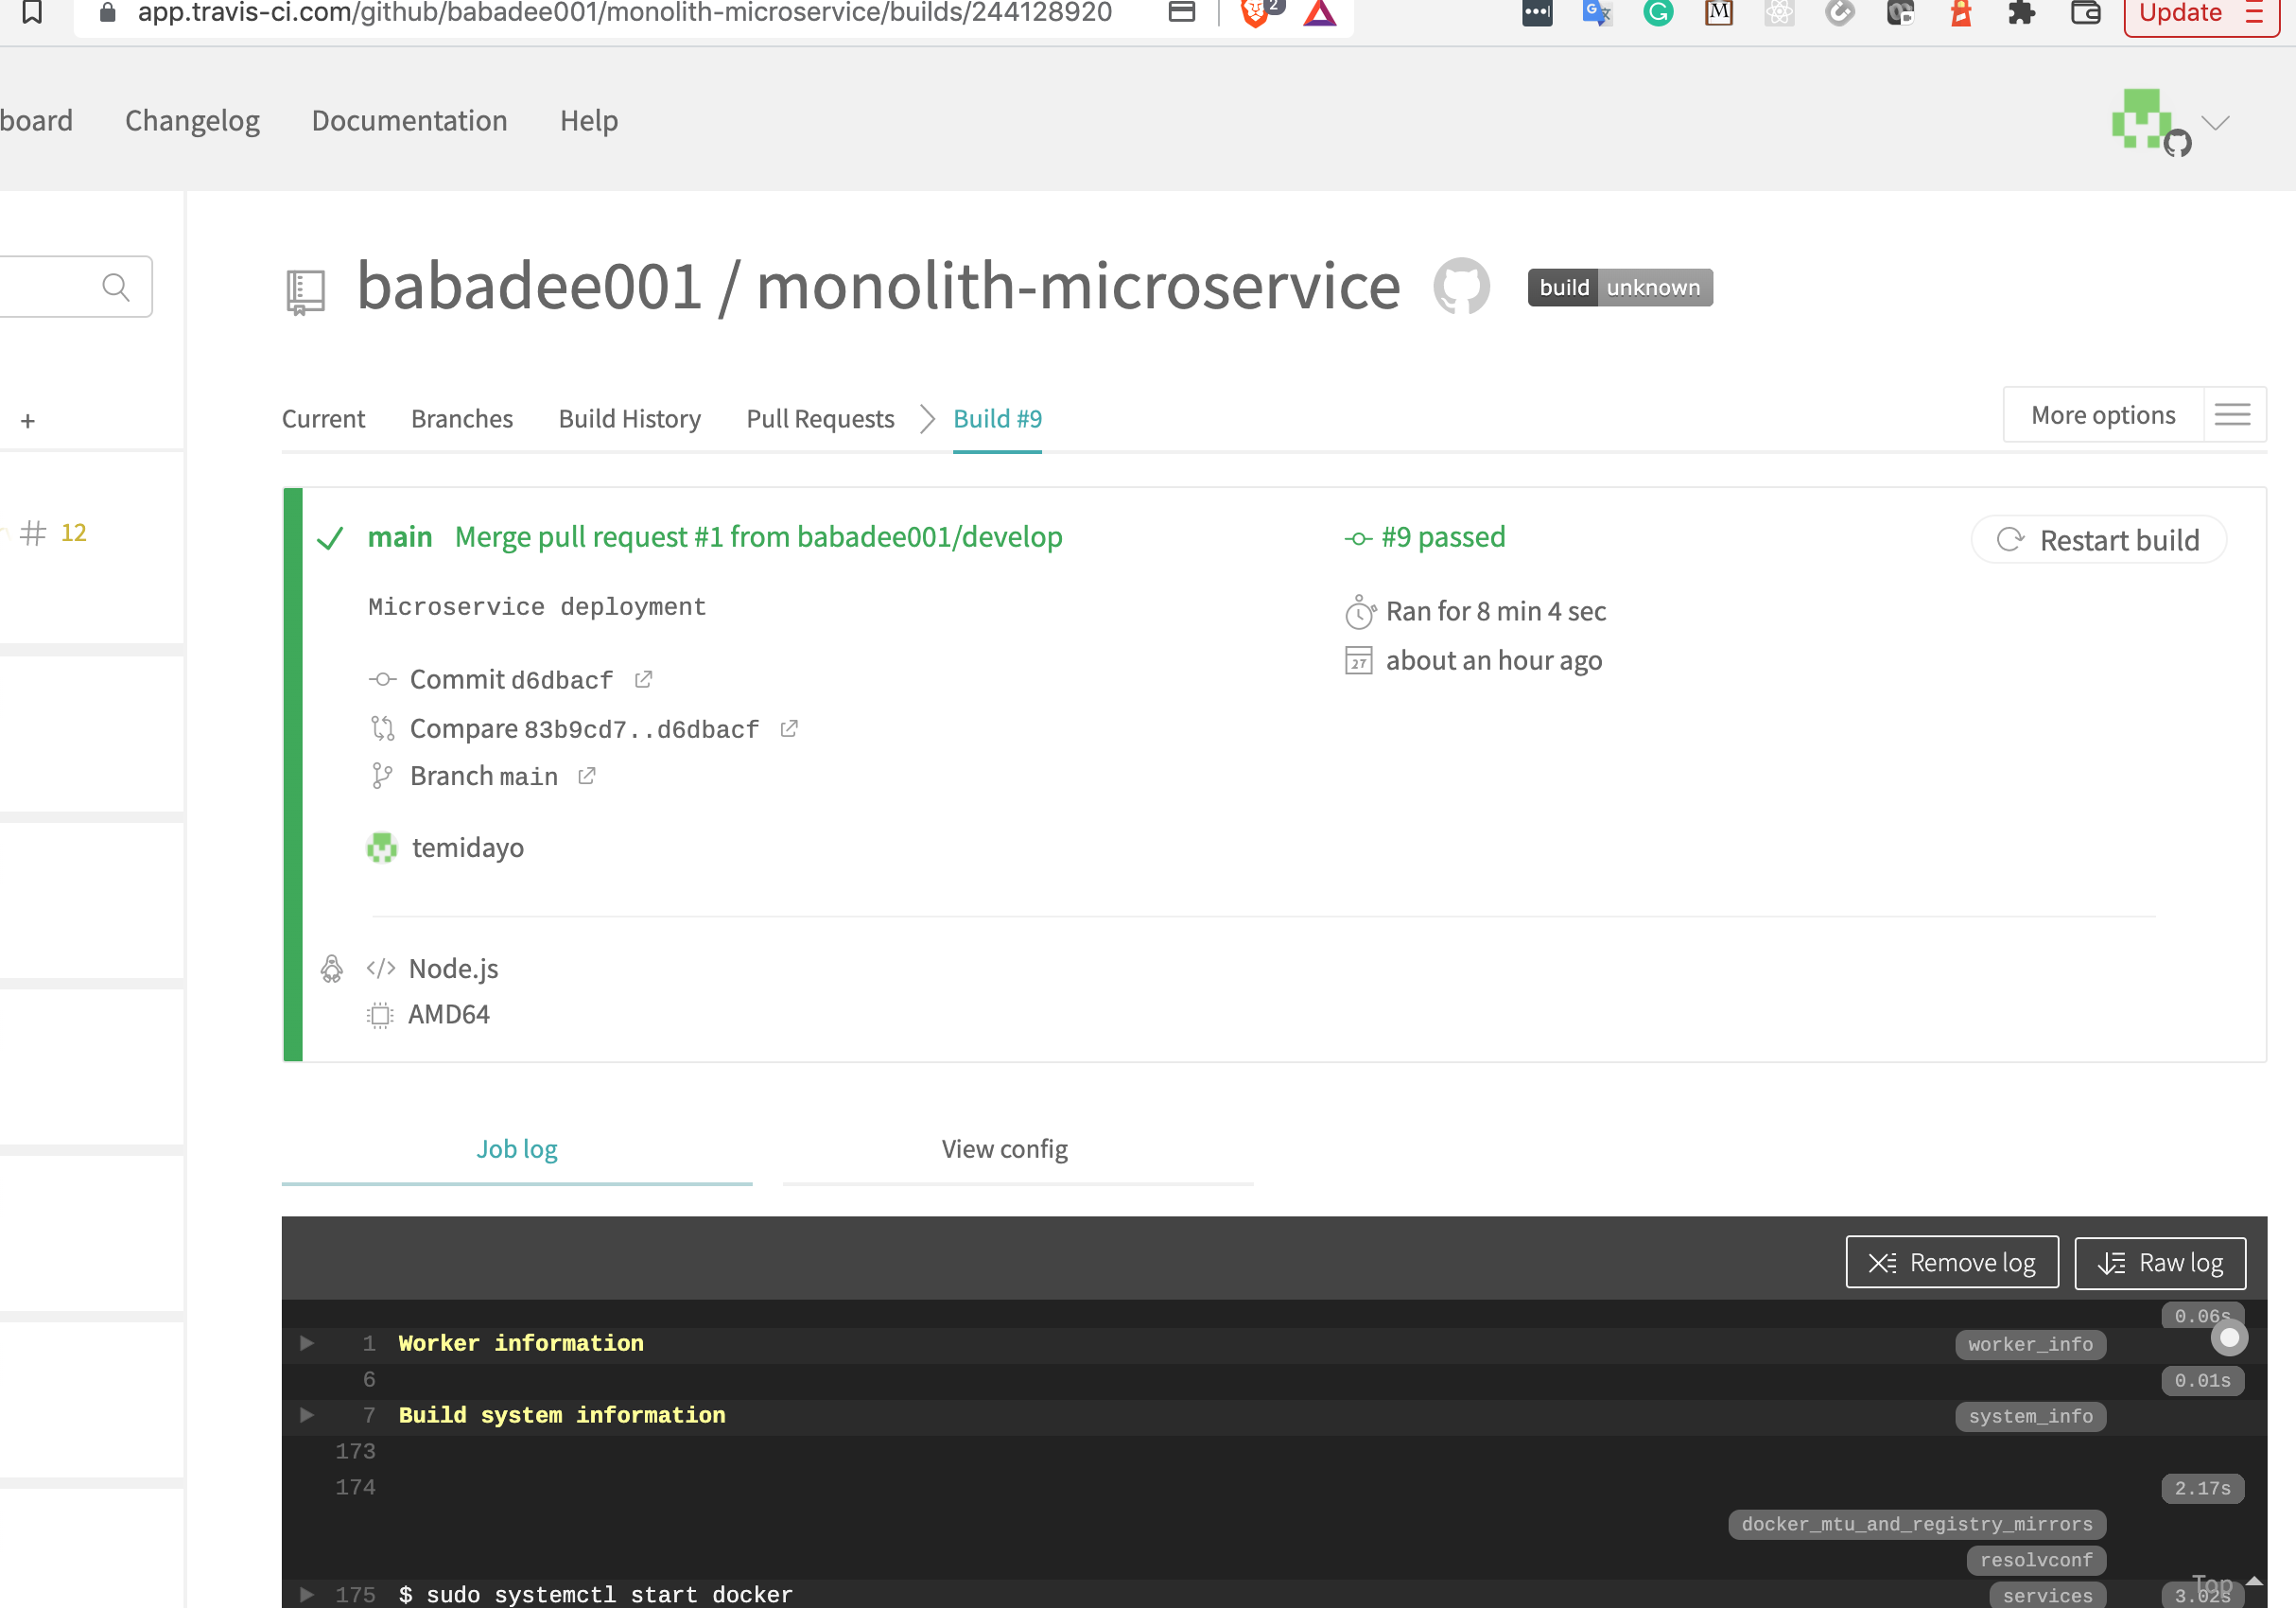 app.travis-ci.com/github/babadee001/monolith-microservice/builds/244128920
2
Update
board Changelog Documentation Help
babadee001 / monolith-microservice
build unknown
Current Branches Build History Pull Requests Build #9
More options
+
# 12
main Merge pull request #1 from babadee001/develop
#9 passed
Restart build
Microservice deployment
Ran for 8 min 4 sec
27 about an hour ago
Commit d6dbacf
Compare 83b9cd7..d6dbacf
Branch main
temidayo
</> Node.js
AMD64
Job log View config
Remove log Raw log
0.06s
1 Worker information worker_info
6 0.01s
7 Build system information system_info
173
174 2.17s
docker_mtu_and_registry_mirrors
resolvconf
Top
175 $ sudo systemctl start docker services 3.02s